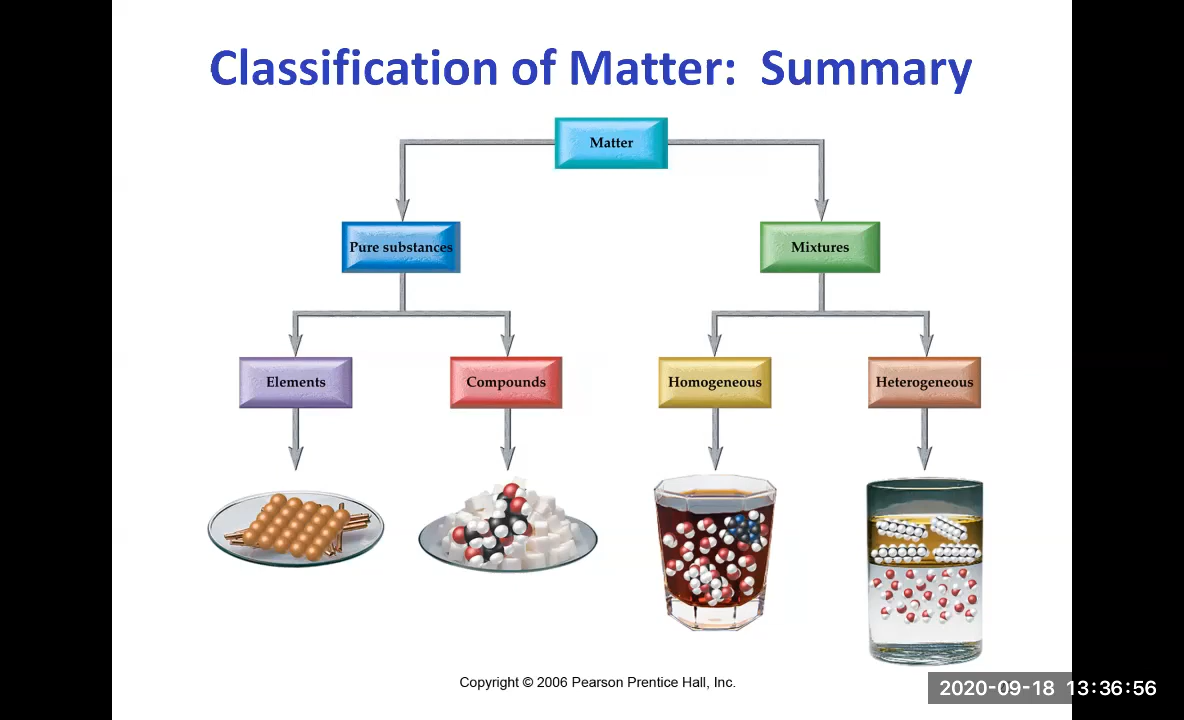 Classification of Matter: Summary
Matter
Pure substances
Mixtures
Elements
Compounds
Homogeneous
Heterogeneous
Copyright © 2006 Pearson Prentice Hall, Inc.
2020-09-18 13:36:56